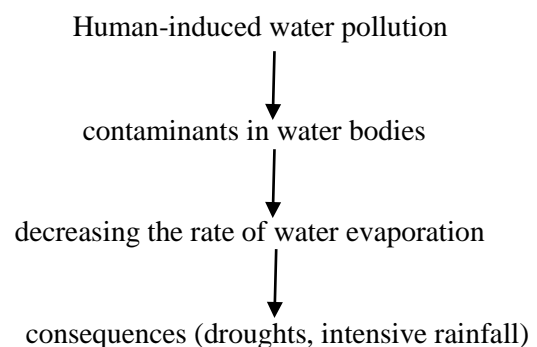 Human-induced water pollution
contaminants in water bodies
decreasing the rate of water evaporation
consequences (droughts, intensive rainfall)